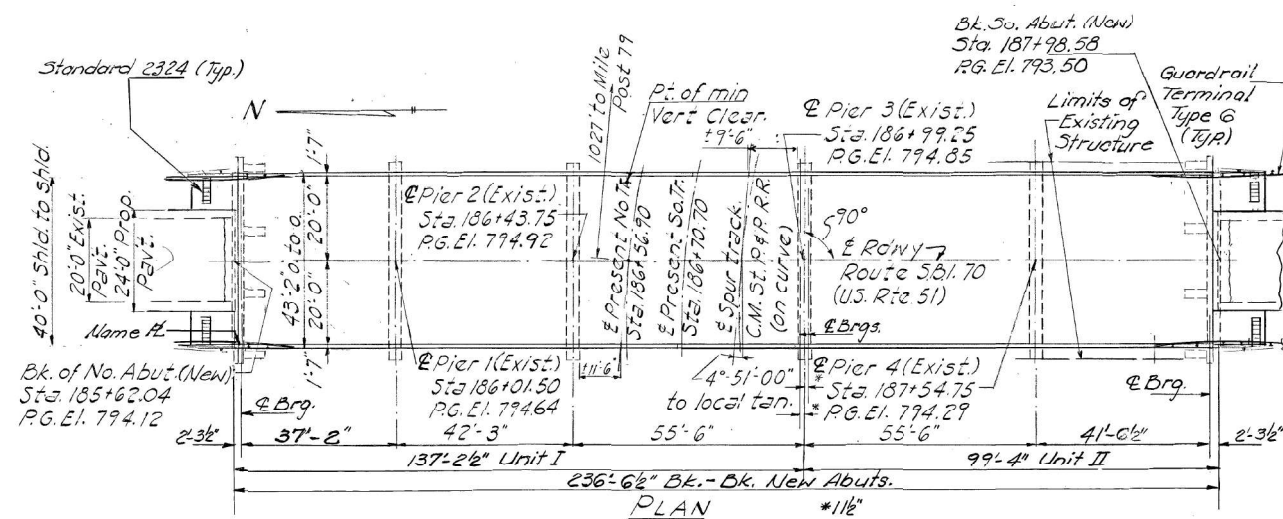 Bk. So. Abut. (New)
Sta. 187+98.58
P.G. El. 793.50
Standard 2324 (Typ.)
N
1027' to Mile
Post 79
Pt. of min
Vert Clear.
±9'-6"
℄ Pier 3 (Exist.)
Sta. 186+99.25
P.G. El. 794.85
Limits of
Existing
Structure
Guardrail
Terminal
Type 6
(Typ.)
40'-0" Shld. to Shld.
20'-0" Exist.
Pavt.
24'-0" Prop.
Pavt.
1'-7"
20'-0"
43'-2" o. to o.
20'-0"
1'-7"
℄ Pier 2 (Exist.)
Sta. 186+43.75
P.G. El. 794.92
℄ Present No. Tr.
Sta. 186+56.90
℄ Present So. Tr.
Sta. 186+70.70
℄ Spur track
C.M. St. P. & P. R.R.
(on curve)
90°
℄ Rdwy
Route S.B.I. 70
(U.S. Rte. 51)
℄ Brgs.
Name PL
Bk. of No. Abut. (New)
Sta. 185+62.04
P.G. El. 794.12
℄ Brg.
℄ Pier 1 (Exist.)
Sta 186+01.50
P.G. El. 794.64
±11'-6"
4°-51'-00"
to local tan.
℄ Pier 4 (Exist.)
* Sta. 187+54.75
* P.G. El. 794.29
℄ Brg.
2'-3½"
37'-2"
42'-3"
55'-6"
55'-6"
41'-6½"
2'-3½"
137'-2½" Unit I
99'-4" Unit II
236'-6½" Bk.-Bk. New Abuts.
PLAN
*11½"